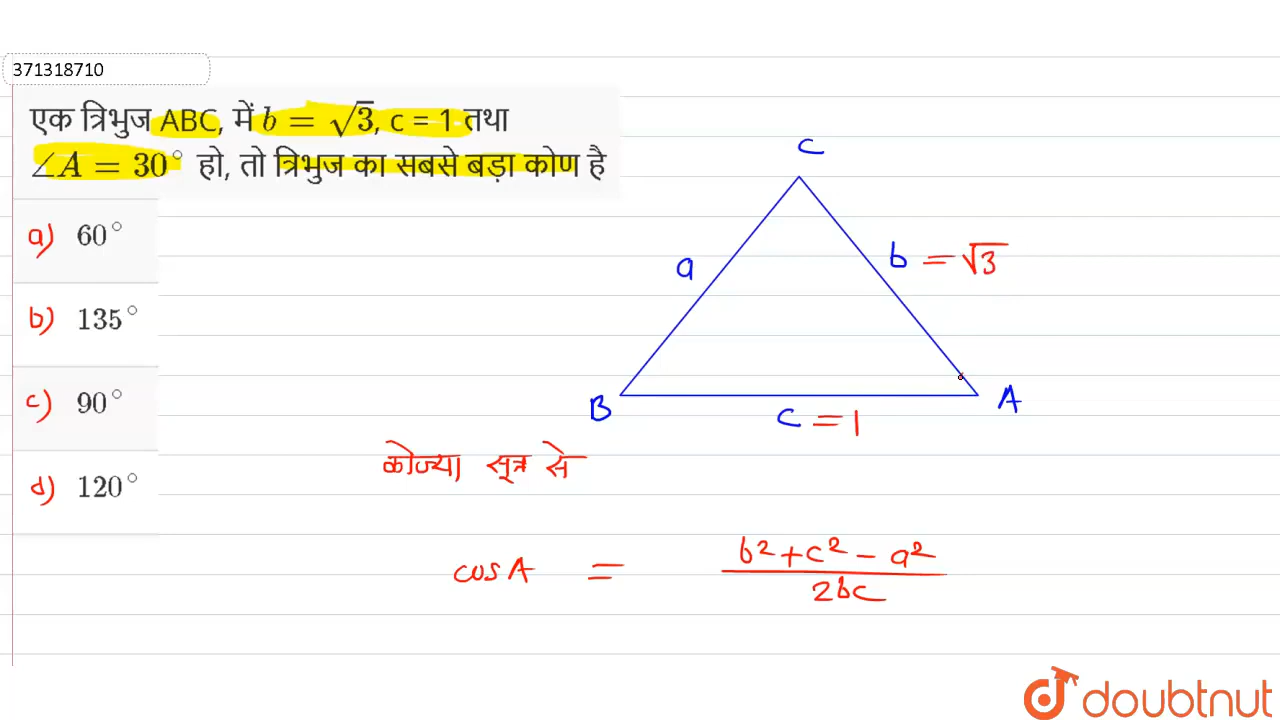 371318710
एक त्रिभुज ABC, में b = √3, c = 1 तथा
∠A = 30° हो, तो त्रिभुज का सबसे बड़ा कोण है
a) 60°
b) 135°
c) 90°
d) 120°
C
a
b = √3
B
c = 1
A
कोज्या सूत्र से
cosA = b²+c²-a² / 2bc
doubtnut